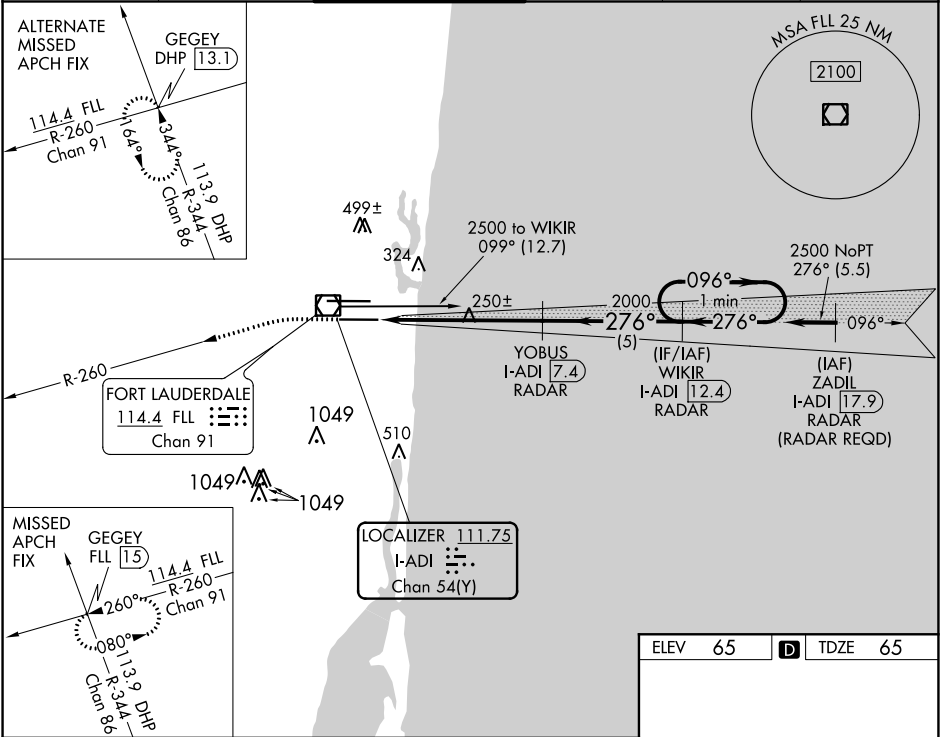 ALTERNATE
MISSED
APCH FIX
GEGEY
DHP 13.1
114.4 FLL
R-260
Chan 91
164°
344°
113.9 DHP
R-344
Chan 86
MSA FLL 25 NM
2100
499±
324
2500 to WIKIR
099° (12.7)
250±
2000
096°
1 min
2500 NoPT
276° (5.5)
276°
276°
096°
(5)
YOBUS
I-ADI 7.4
RADAR
(IF/IAF)
WIKIR
I-ADI 12.4
RADAR
(IAF)
ZADIL
I-ADI 17.9
RADAR
(RADAR REQD)
R-260
FORT LAUDERDALE
114.4 FLL
Chan 91
1049
510
1049
1049
LOCALIZER 111.75
I-ADI
Chan 54(Y)
MISSED
APCH
FIX
GEGEY
FLL 15
114.4 FLL
R-260
Chan 91
260°
080°
113.9 DHP
R-344
Chan 86
ELEV 65 D TDZE 65